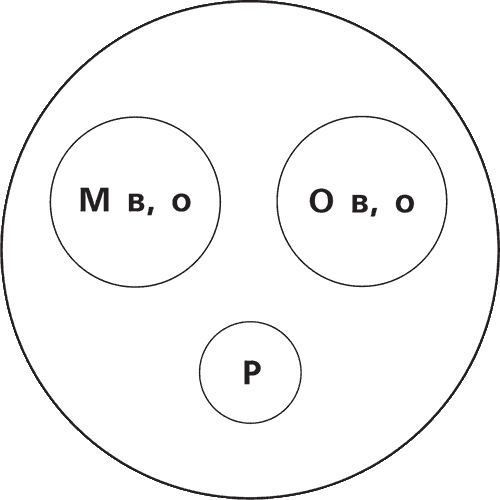 М в, о
О в, о
Р